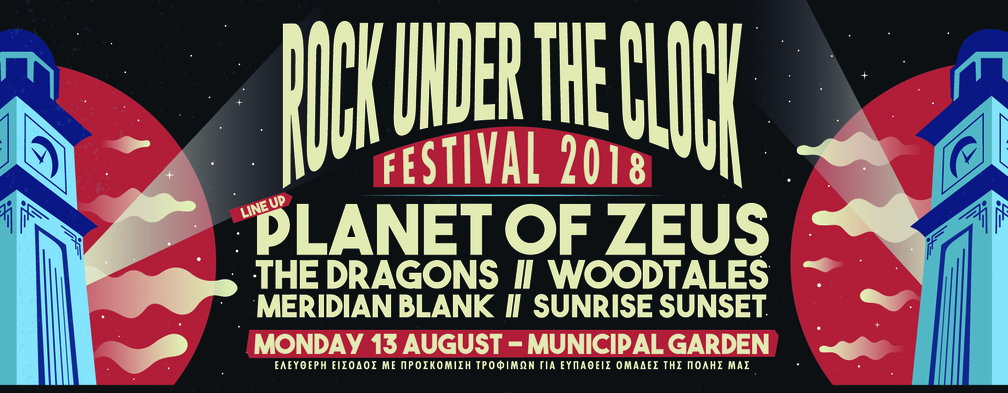 ROCK UNDER THE CLOCK
FESTIVAL 2018
LINE UP
PLANET OF ZEUS
THE DRAGONS // WOODTALES
MERIDIAN BLANK // SUNRISE SUNSET
MONDAY 13 AUGUST – MUNICIPAL GARDEN
ΕΛΕΥΘΕΡΗ ΕΙΣΟΔΟΣ ΜΕ ΠΡΟΣΚΟΜΙΣΗ ΤΡΟΦΙΜΩΝ ΓΙΑ ΕΥΠΑΘΕΙΣ ΟΜΑΔΕΣ ΤΗΣ ΠΟΛΗΣ ΜΑΣ